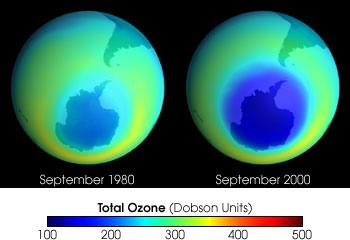 September 1980
September 2000
Total Ozone (Dobson Units)
100 200 300 400 500